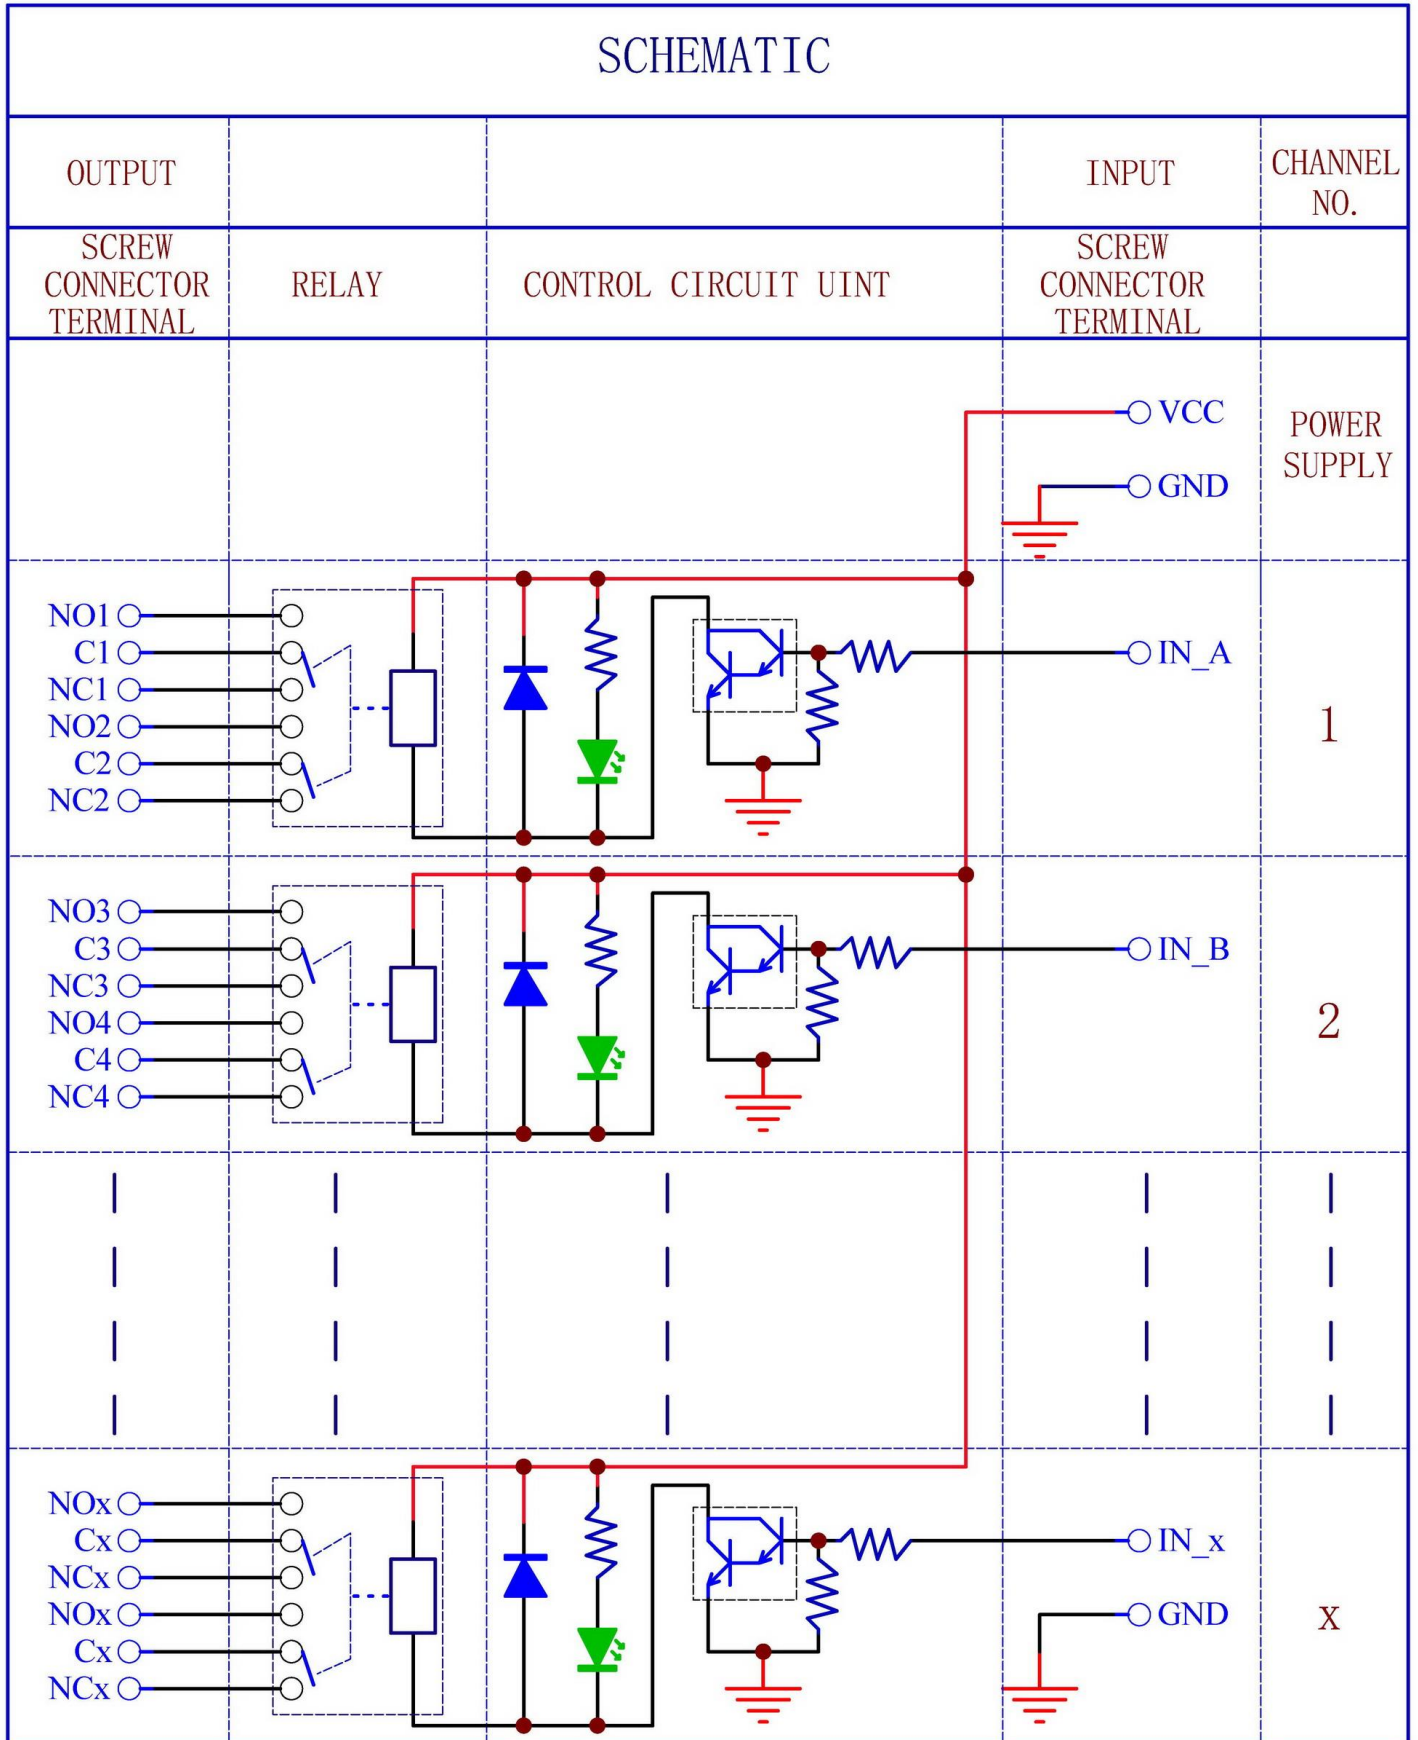 SCHEMATIC
OUTPUT
INPUT
CHANNEL
NO.
SCREW
CONNECTOR
TERMINAL
RELAY
CONTROL CIRCUIT UINT
SCREW
CONNECTOR
TERMINAL
VCC
GND
POWER
SUPPLY
NO1
C1
NC1
NO2
C2
NC2
IN_A
1
NO3
C3
NC3
NO4
C4
NC4
IN_B
2
NOx
Cx
NCx
NOx
Cx
NCx
IN_x
GND
x